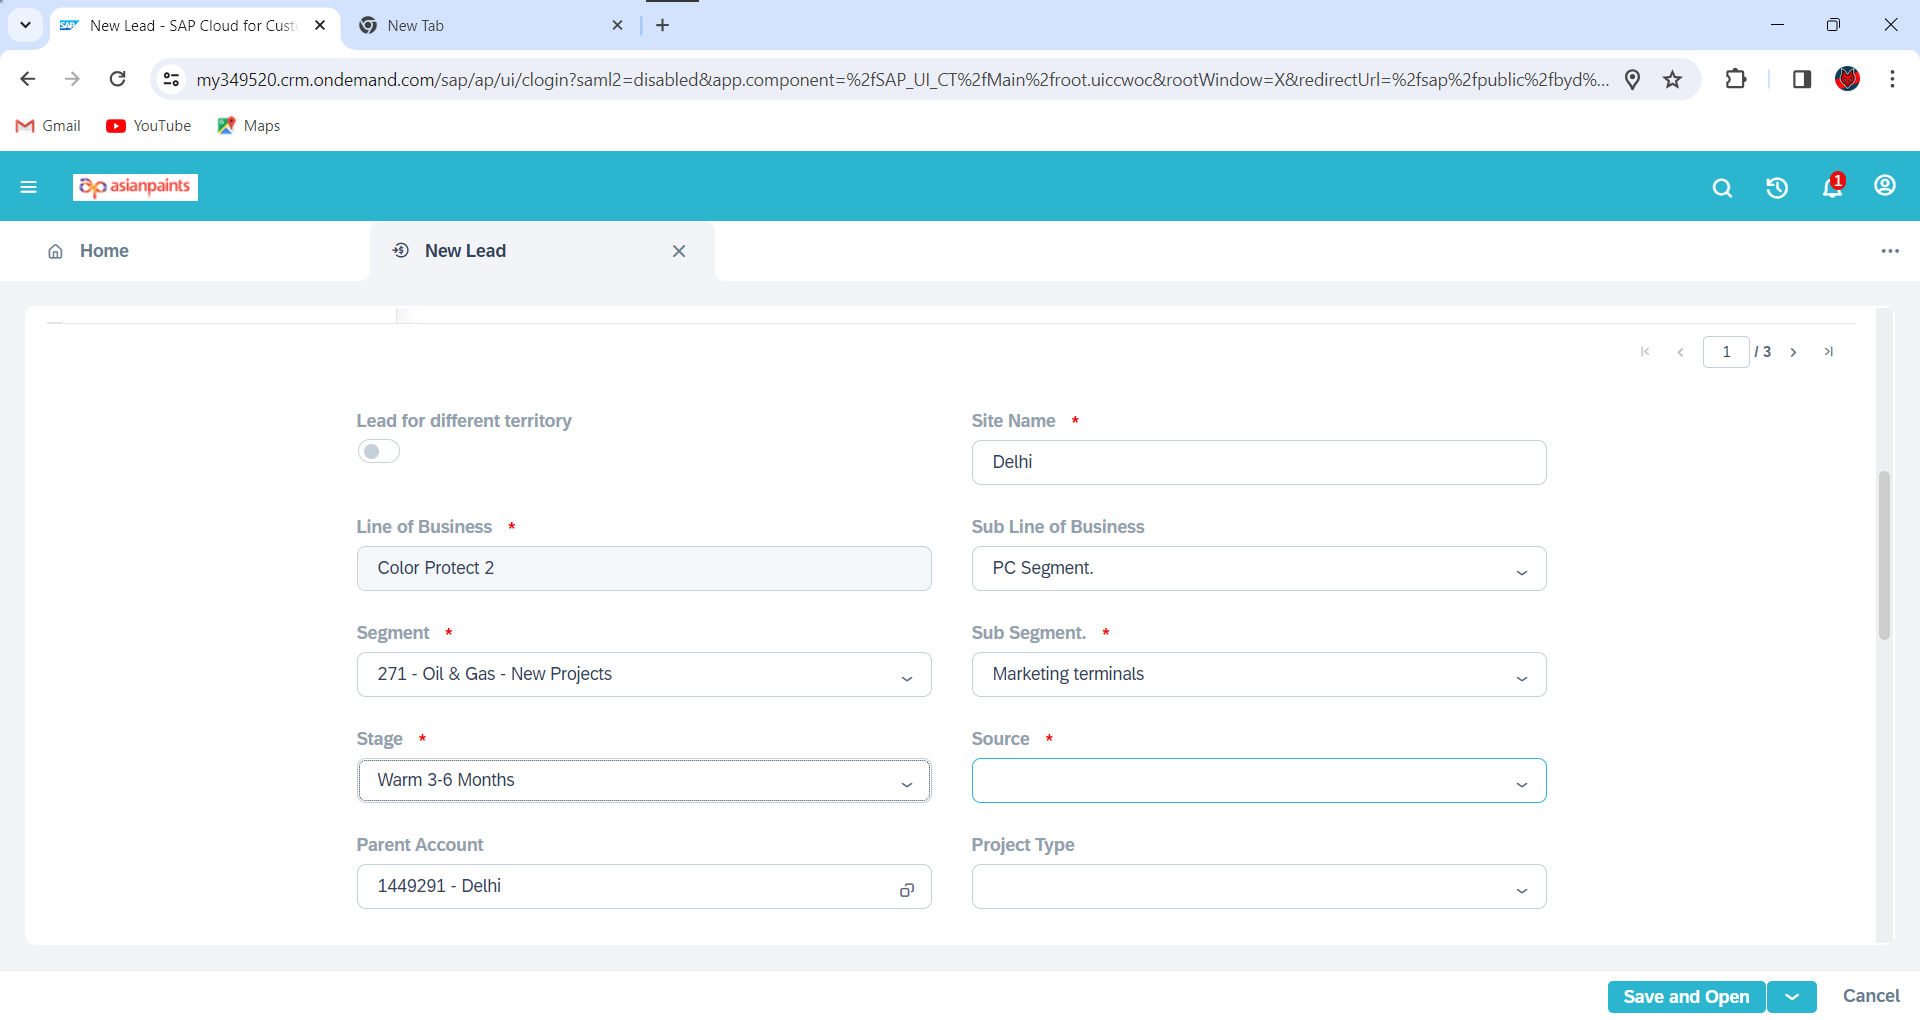 New Lead - SAP Cloud for Cust
New Tab
my349520.crm.ondemand.com/sap/ap/ui/clogin?saml2=disabled&app.component=%2fSAP_UI_CT%2fMain%2froot.uiccwoc&rootWindow=X&redirectUrl=%2fsap%2fpublic%2fbyd%...
Gmail
YouTube
Maps
asianpaints
1
Home
New Lead
1 / 3
Lead for different territory
Site Name *
Delhi
Line of Business *
Sub Line of Business
Color Protect 2
PC Segment.
Segment *
Sub Segment. *
271 - Oil & Gas - New Projects
Marketing terminals
Stage *
Source *
Warm 3-6 Months
Parent Account
Project Type
1449291 - Delhi
Save and Open
Cancel